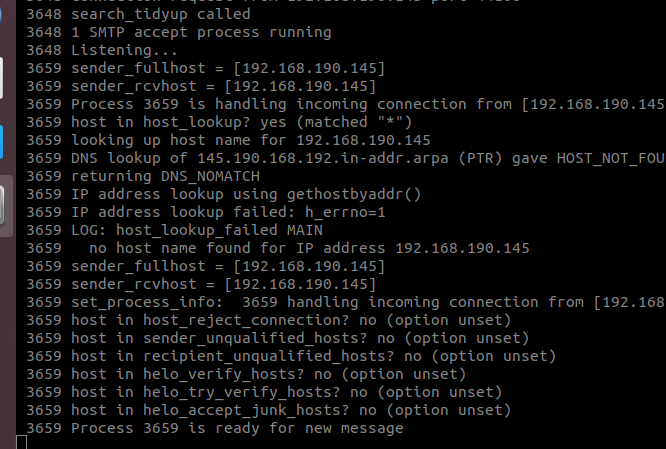 3648 search_tidyup called
3648 1 SMTP accept process running
3648 Listening...
3659 sender_fullhost = [192.168.190.145]
3659 sender_rcvhost = [192.168.190.145]
3659 Process 3659 is handling incoming connection from [192.168.190.145
3659 host in host_lookup? yes (matched "*")
3659 looking up host name for 192.168.190.145
3659 DNS lookup of 145.190.168.192.in-addr.arpa (PTR) gave HOST_NOT_FOU
3659 returning DNS_NOMATCH
3659 IP address lookup using gethostbyaddr()
3659 IP address lookup failed: h_errno=1
3659 LOG: host_lookup_failed MAIN
3659   no host name found for IP address 192.168.190.145
3659 sender_fullhost = [192.168.190.145]
3659 sender_rcvhost = [192.168.190.145]
3659 set_process_info:  3659 handling incoming connection from [192.168
3659 host in host_reject_connection? no (option unset)
3659 host in sender_unqualified_hosts? no (option unset)
3659 host in recipient_unqualified_hosts? no (option unset)
3659 host in helo_verify_hosts? no (option unset)
3659 host in helo_try_verify_hosts? no (option unset)
3659 host in helo_accept_junk_hosts? no (option unset)
3659 Process 3659 is ready for new message